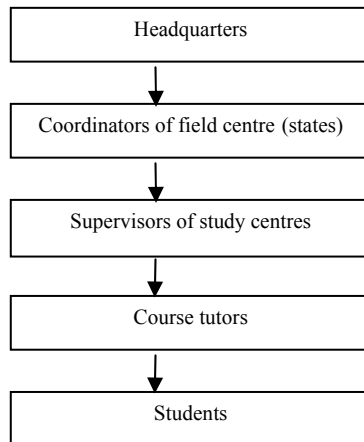 Headquarters
Coordinators of field centre (states)
Supervisors of study centres
Course tutors
Students